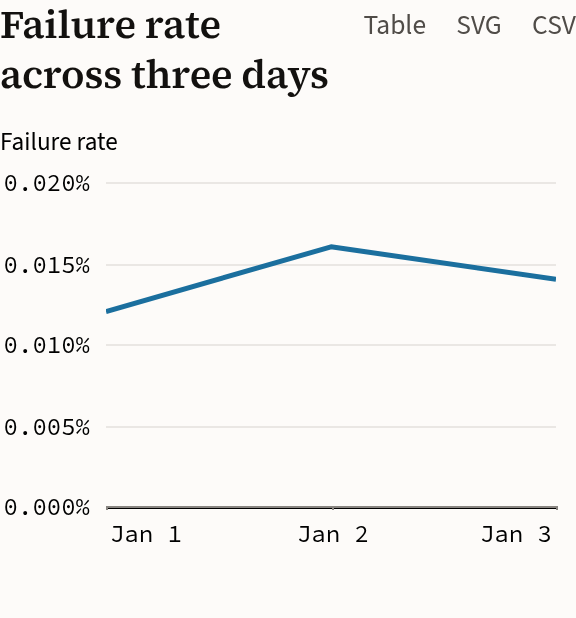 Failure rate
across three days
Table SVG CSV
Failure rate
0.020%
0.015%
0.010%
0.005%
0.000%
Jan 1 Jan 2 Jan 3